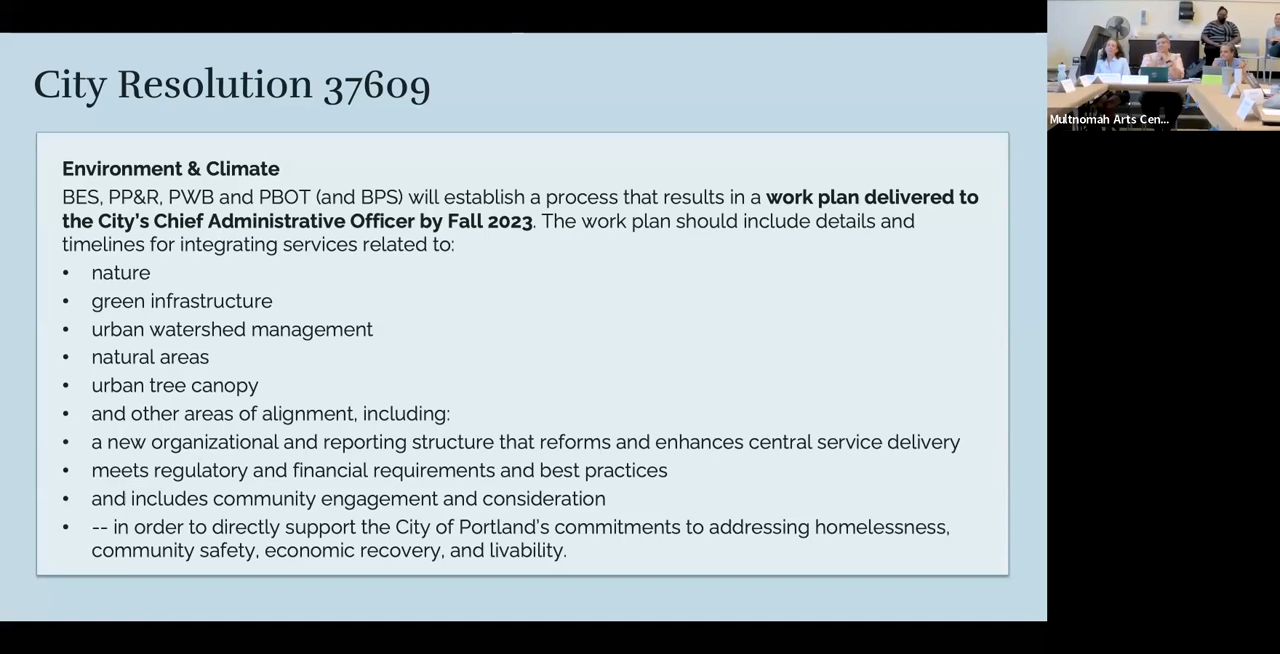 City Resolution 37609
Environment & Climate
BES, PP&R, PWB and PBOT (and BPS) will establish a process that results in a work plan delivered to
the City's Chief Administrative Officer by Fall 2023. The work plan should include details and
timelines for integrating services related to:
• nature
• green infrastructure
• urban watershed management
• natural areas
• urban tree canopy
• and other areas of alignment, including:
• a new organizational and reporting structure that reforms and enhances central service delivery
• meets regulatory and financial requirements and best practices
• and includes community engagement and consideration
• -- in order to directly support the City of Portland's commitments to addressing homelessness,
community safety, economic recovery, and livability.
Multnomah Arts Cen...